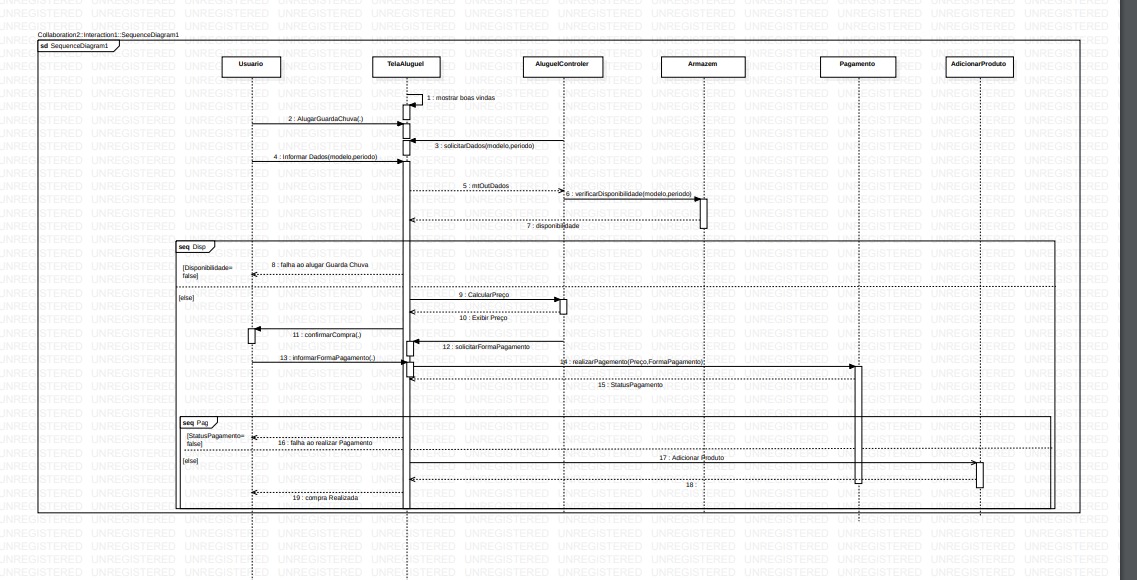 Collaboration2::Interaction1::SequenceDiagram1
sd SequenceDiagram1
Usuario
TelaAluguel
AluguelControler
Armazem
Pagamento
AdicionarProduto
1 : mostrar boas vindas
2 : AlugarGuardaChuva(,)
3 : solicitarDados(modelo,periodo)
4 : Informar Dados(modelo,periodo)
5 : mtOutDados
6 : verificarDisponibilidade(modelo,periodo)
7 : disponibilidade
seq Disp
[Disponibilidade=
false]
8 : falha ao alugar Guarda Chuva
[else]
9 : CalcularPreço
10 : Exibir Preço
11 : confirmarCompra(,)
12 : solicitarFormaPagamento
13 : informarFormaPagamento(,)
14 : realizarPagemento(Preço,FormaPagamento)
15 : StatusPagamento
seq Pag
[StatusPagamento=
false]
16 : falha ao realizar Pagamento
[else]
17 : Adicionar Produto
18 :
19 : compra Realizada
UNREGISTERED